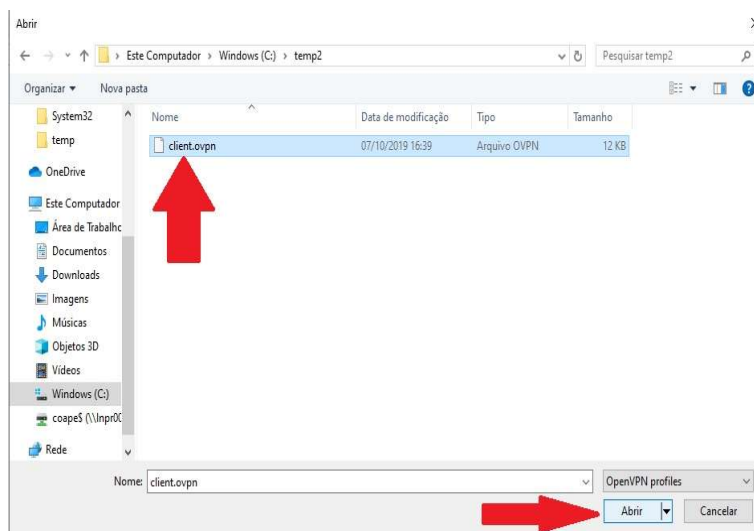 Abrir
Este Computador > Windows (C:) > temp2
Pesquisar temp2
Organizar
Nova pasta
System32
temp
OneDrive
Este Computador
Área de Trabalho
Documentos
Downloads
Imagens
Músicas
Objetos 3D
Vídeos
Windows (C:)
coape$ (\\lnpr00
Rede
Nome
Data de modificação
Tipo
Tamanho
client.ovpn
07/10/2019 16:39
Arquivo OVPN
12 KB
Nome:
client.ovpn
OpenVPN profiles
Abrir
Cancelar